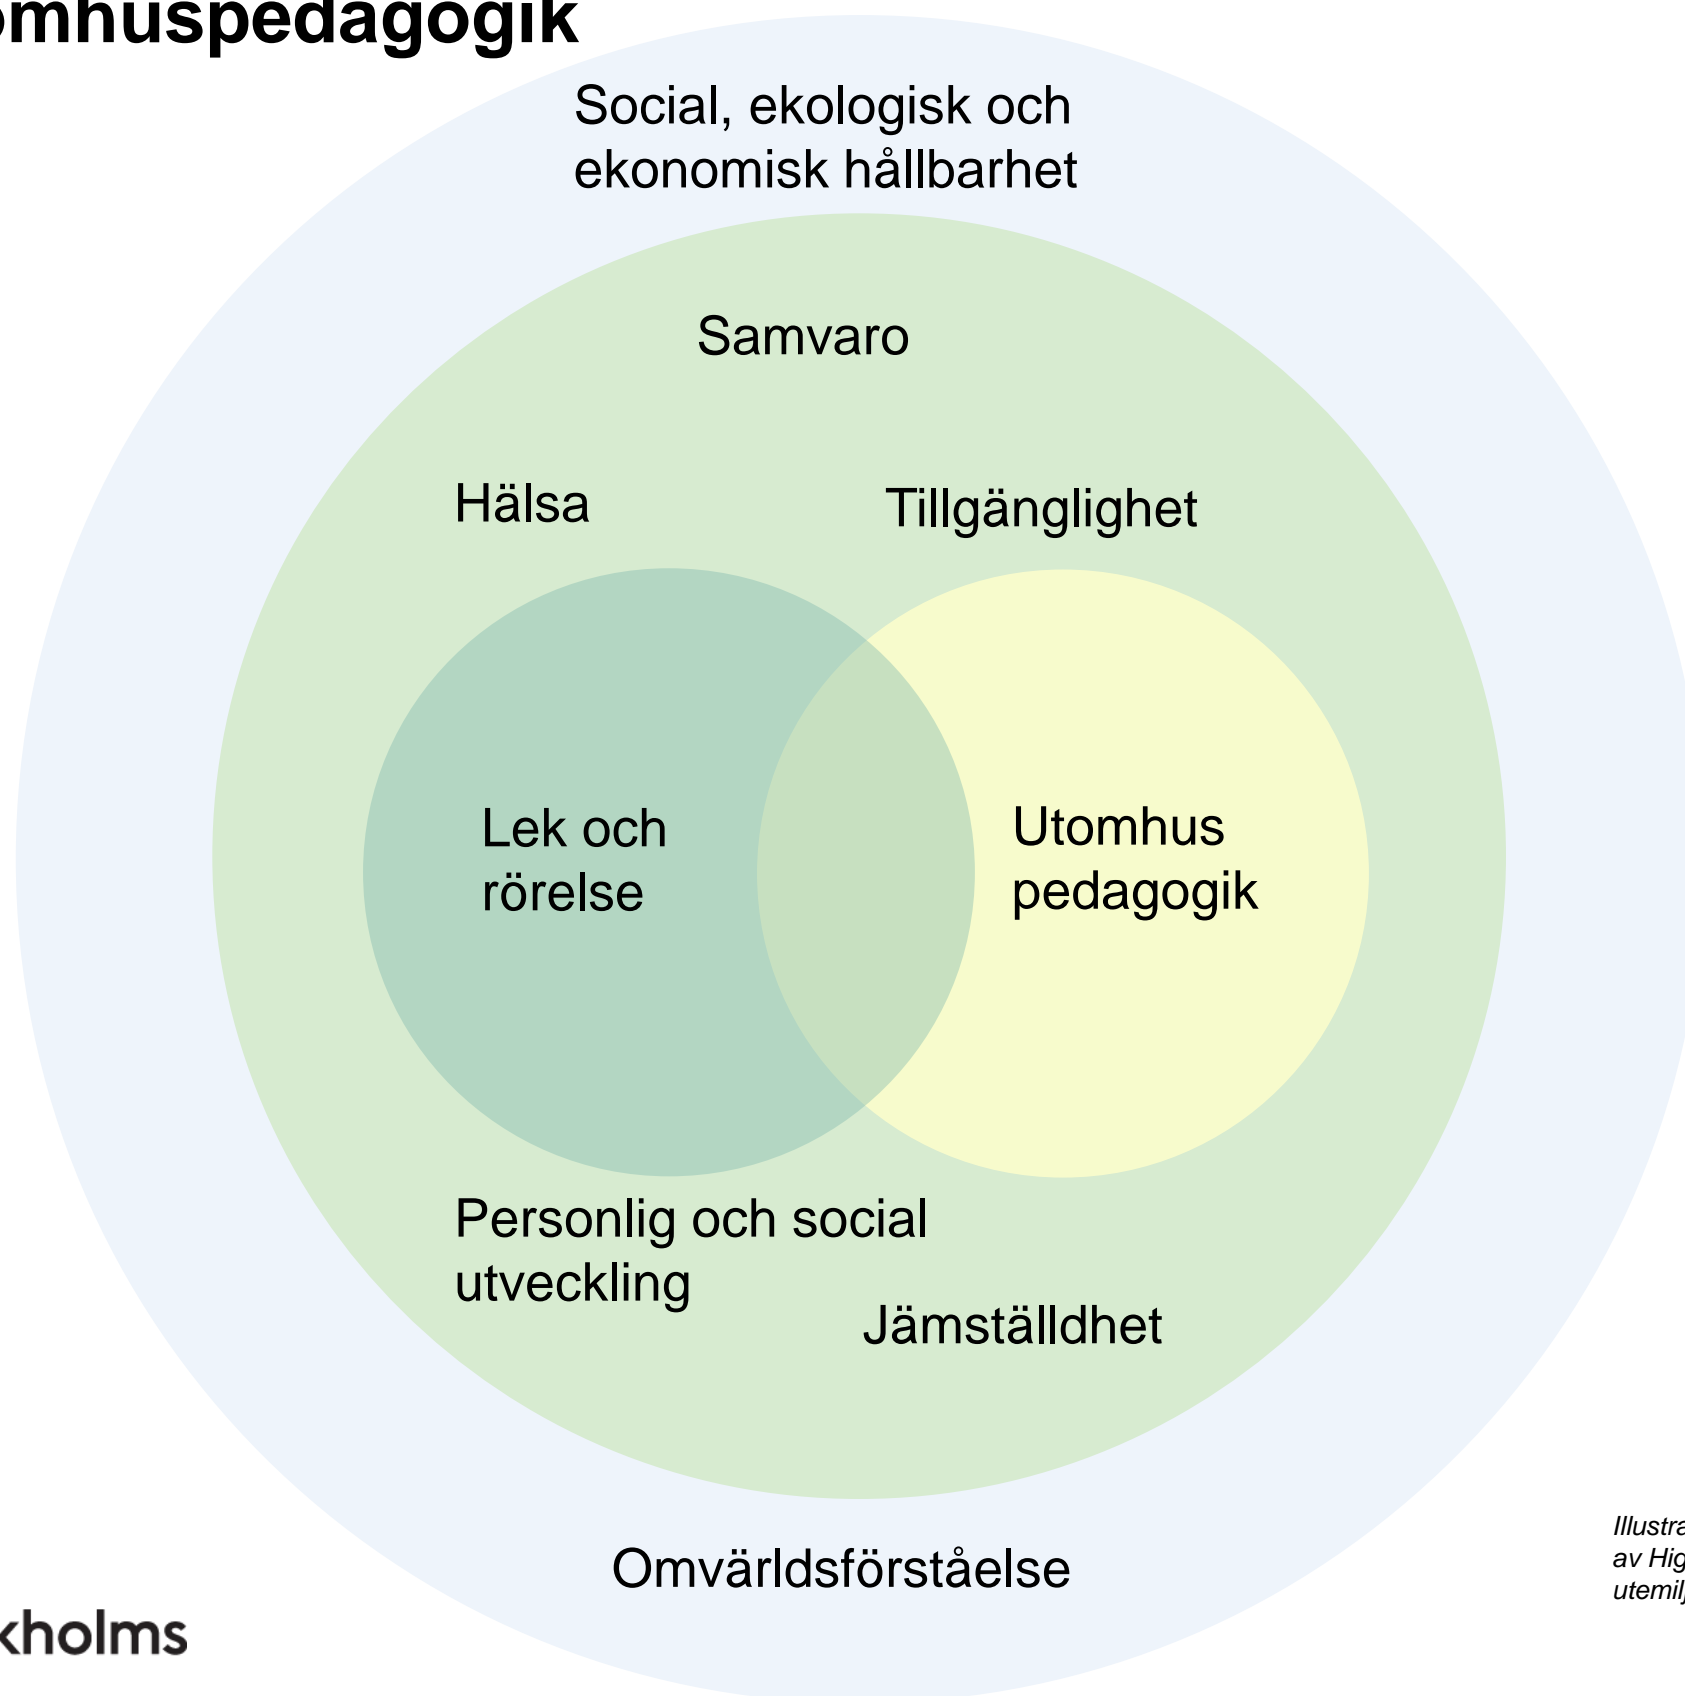 omhuspedagogik
Social, ekologisk och
ekonomisk hållbarhet
Samvaro
Hälsa
Tillgänglighet
Lek och
rörelse
Utomhus
pedagogik
Personlig och social
utveckling
Jämställdhet
Omvärldsförståelse
Illustra
av Hig
utemilj
kholms